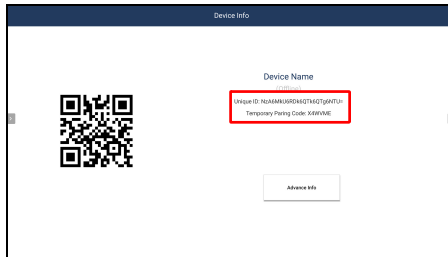 Device Info
Device Name
(Offline)
Unique ID: NzA6MkU6RDk6QTk6QTg6NTU=
Temporary Paring Code: X4WVME
Advance Info